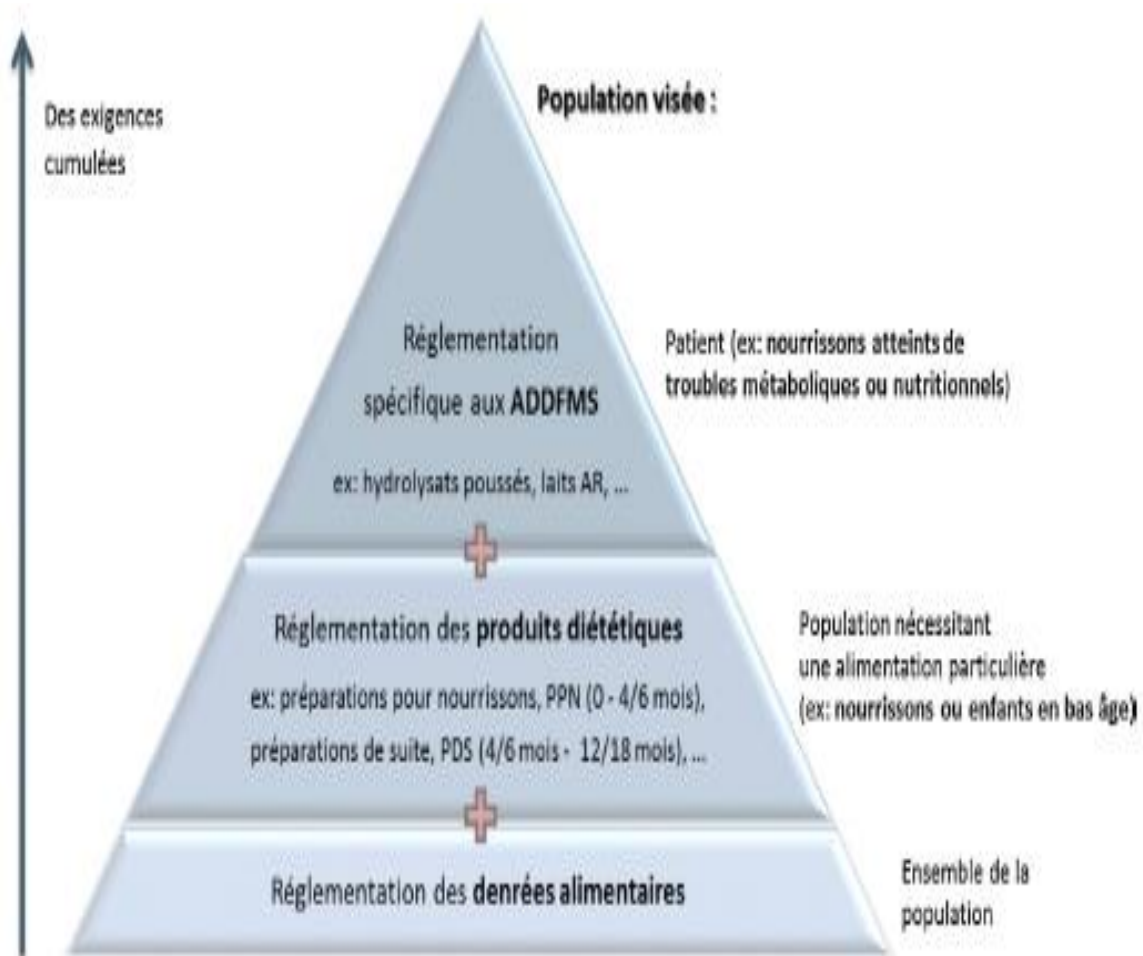 Des exigences
cumulées
Population visée :
Réglementation
spécifique aux ADDFMS
ex: hydrolysats poussés, laits AR, ...
Patient (ex: nourrissons atteints de
troubles métaboliques ou nutritionnels)
Réglementation des produits diététiques
ex: préparations pour nourrissons, PPN (0 - 4/6 mois),
préparations de suite, PDS (4/6 mois - 12/18 mois), ...
Population nécessitant
une alimentation particulière
(ex: nourrissons ou enfants en bas âge)
Réglementation des denrées alimentaires
Ensemble de la
population